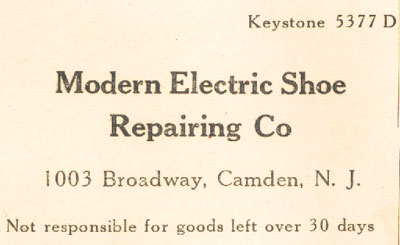 Keystone 5377 D
Modern Electric Shoe
Repairing Co
1003 Broadway, Camden, N. J.
Not responsible for goods left over 30 days